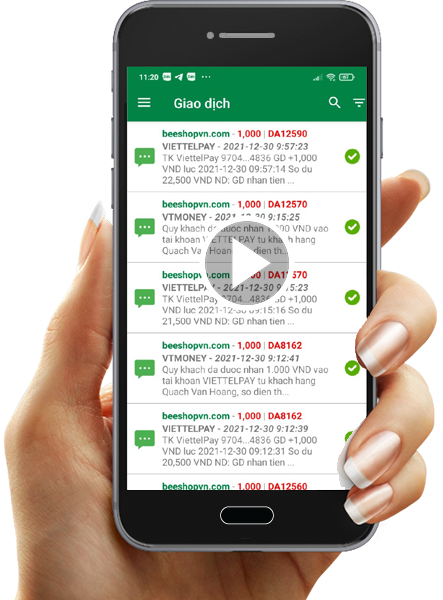 11:20
67
Giao dịch
beeshopvn.com - 1,000 | DA12590
VIETTELPAY - 2021-12-30 9:57:23
TK ViettelPay 9704...4836 GD +1,000
VND luc 2021-12-30 09:57:14 So du
22,500 VND ND: GD nhan tien ...
beeshopvn.com - 1,000 | DA12570
VTMONEY - 2021-12-30 9:15:25
Quy khach da duoc nhan 1.000 VND vao
tai khoan VIETTELPAY tu khach hang
Quach Van Hoang, so dien th...
beeshopvn.com - 1,000 | DA12570
VIETTELPAY - 2021-12-30 9:15:23
TK ViettelPay 9704...4836 GD +1,000
VND luc 2021-12-30 09:15:16 So du
21,500 VND ND: GD nhan tien ...
beeshopvn.com - 1,000 | DA8162
VTMONEY - 2021-12-30 9:12:41
Quy khach da duoc nhan 1.000 VND vao
tai khoan VIETTELPAY tu khach hang
Quach Van Hoang, so dien th...
beeshopvn.com - 1,000 | DA8162
VIETTELPAY - 2021-12-30 9:12:39
TK ViettelPay 9704...4836 GD +1,000
VND luc 2021-12-30 09:12:31 So du
20,500 VND ND: GD nhan tien ...
beeshopvn.com - 1,000 | DA12560